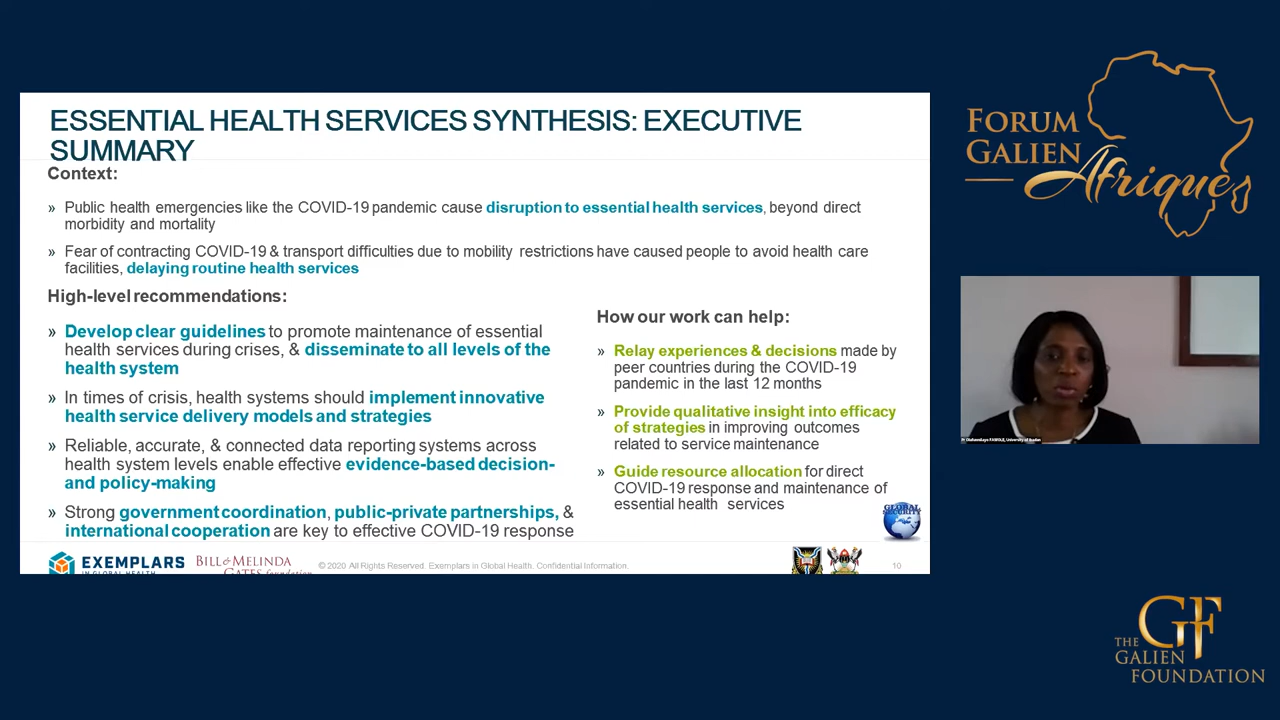 ESSENTIAL HEALTH SERVICES SYNTHESIS: EXECUTIVE
SUMMARY
Context:
» Public health emergencies like the COVID-19 pandemic cause disruption to essential health services, beyond direct
morbidity and mortality
» Fear of contracting COVID-19 & transport difficulties due to mobility restrictions have caused people to avoid health care
facilities, delaying routine health services
High-level recommendations:
» Develop clear guidelines to promote maintenance of essential
health services during crises, & disseminate to all levels of the
health system
» In times of crisis, health systems should implement innovative
health service delivery models and strategies
» Reliable, accurate, & connected data reporting systems across
health system levels enable effective evidence-based decision-
and policy-making
» Strong government coordination, public-private partnerships, &
international cooperation are key to effective COVID-19 response
How our work can help:
» Relay experiences & decisions made by
peer countries during the COVID-19
pandemic in the last 12 months
» Provide qualitative insight into efficacy
of strategies in improving outcomes
related to service maintenance
» Guide resource allocation for direct
COVID-19 response and maintenance of
essential health services
GLOBAL
SECURITY
EXEMPLARS
IN GLOBAL HEALTH
BILL & MELINDA
GATES foundation
© 2020 All Rights Reserved. Exemplars in Global Health. Confidential Information.
10
FORUM
GALIEN
Afrique
Pr Olufunmilayo FAWOLE, University of Ibadan
GF
THE
GALIEN
FOUNDATION